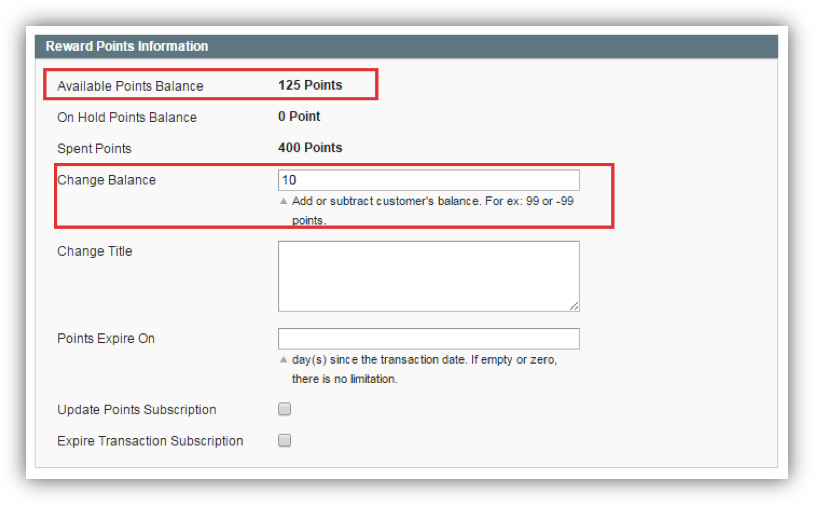 Reward Points Information
Available Points Balance 125 Points
On Hold Points Balance 0 Point
Spent Points 400 Points
Change Balance 10
Add or subtract customer's balance. For ex: 99 or -99
points.
Change Title
Points Expire On
day(s) since the transaction date. If empty or zero,
there is no limitation.
Update Points Subscription
Expire Transaction Subscription